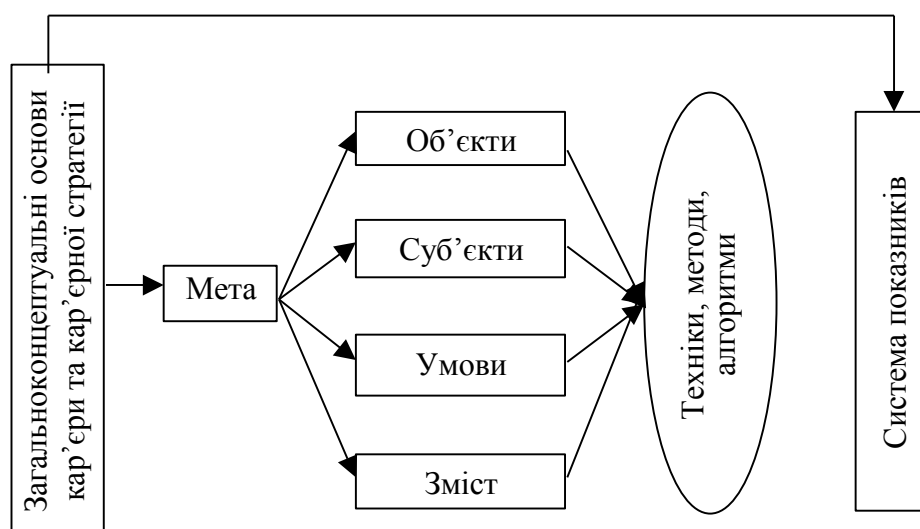 Загальноконцептуальні основи
кар’єри та кар’єрної стратегії
Мета
Об’єкти
Суб’єкти
Умови
Зміст
Техніки, методи,
алгоритми
Система показників